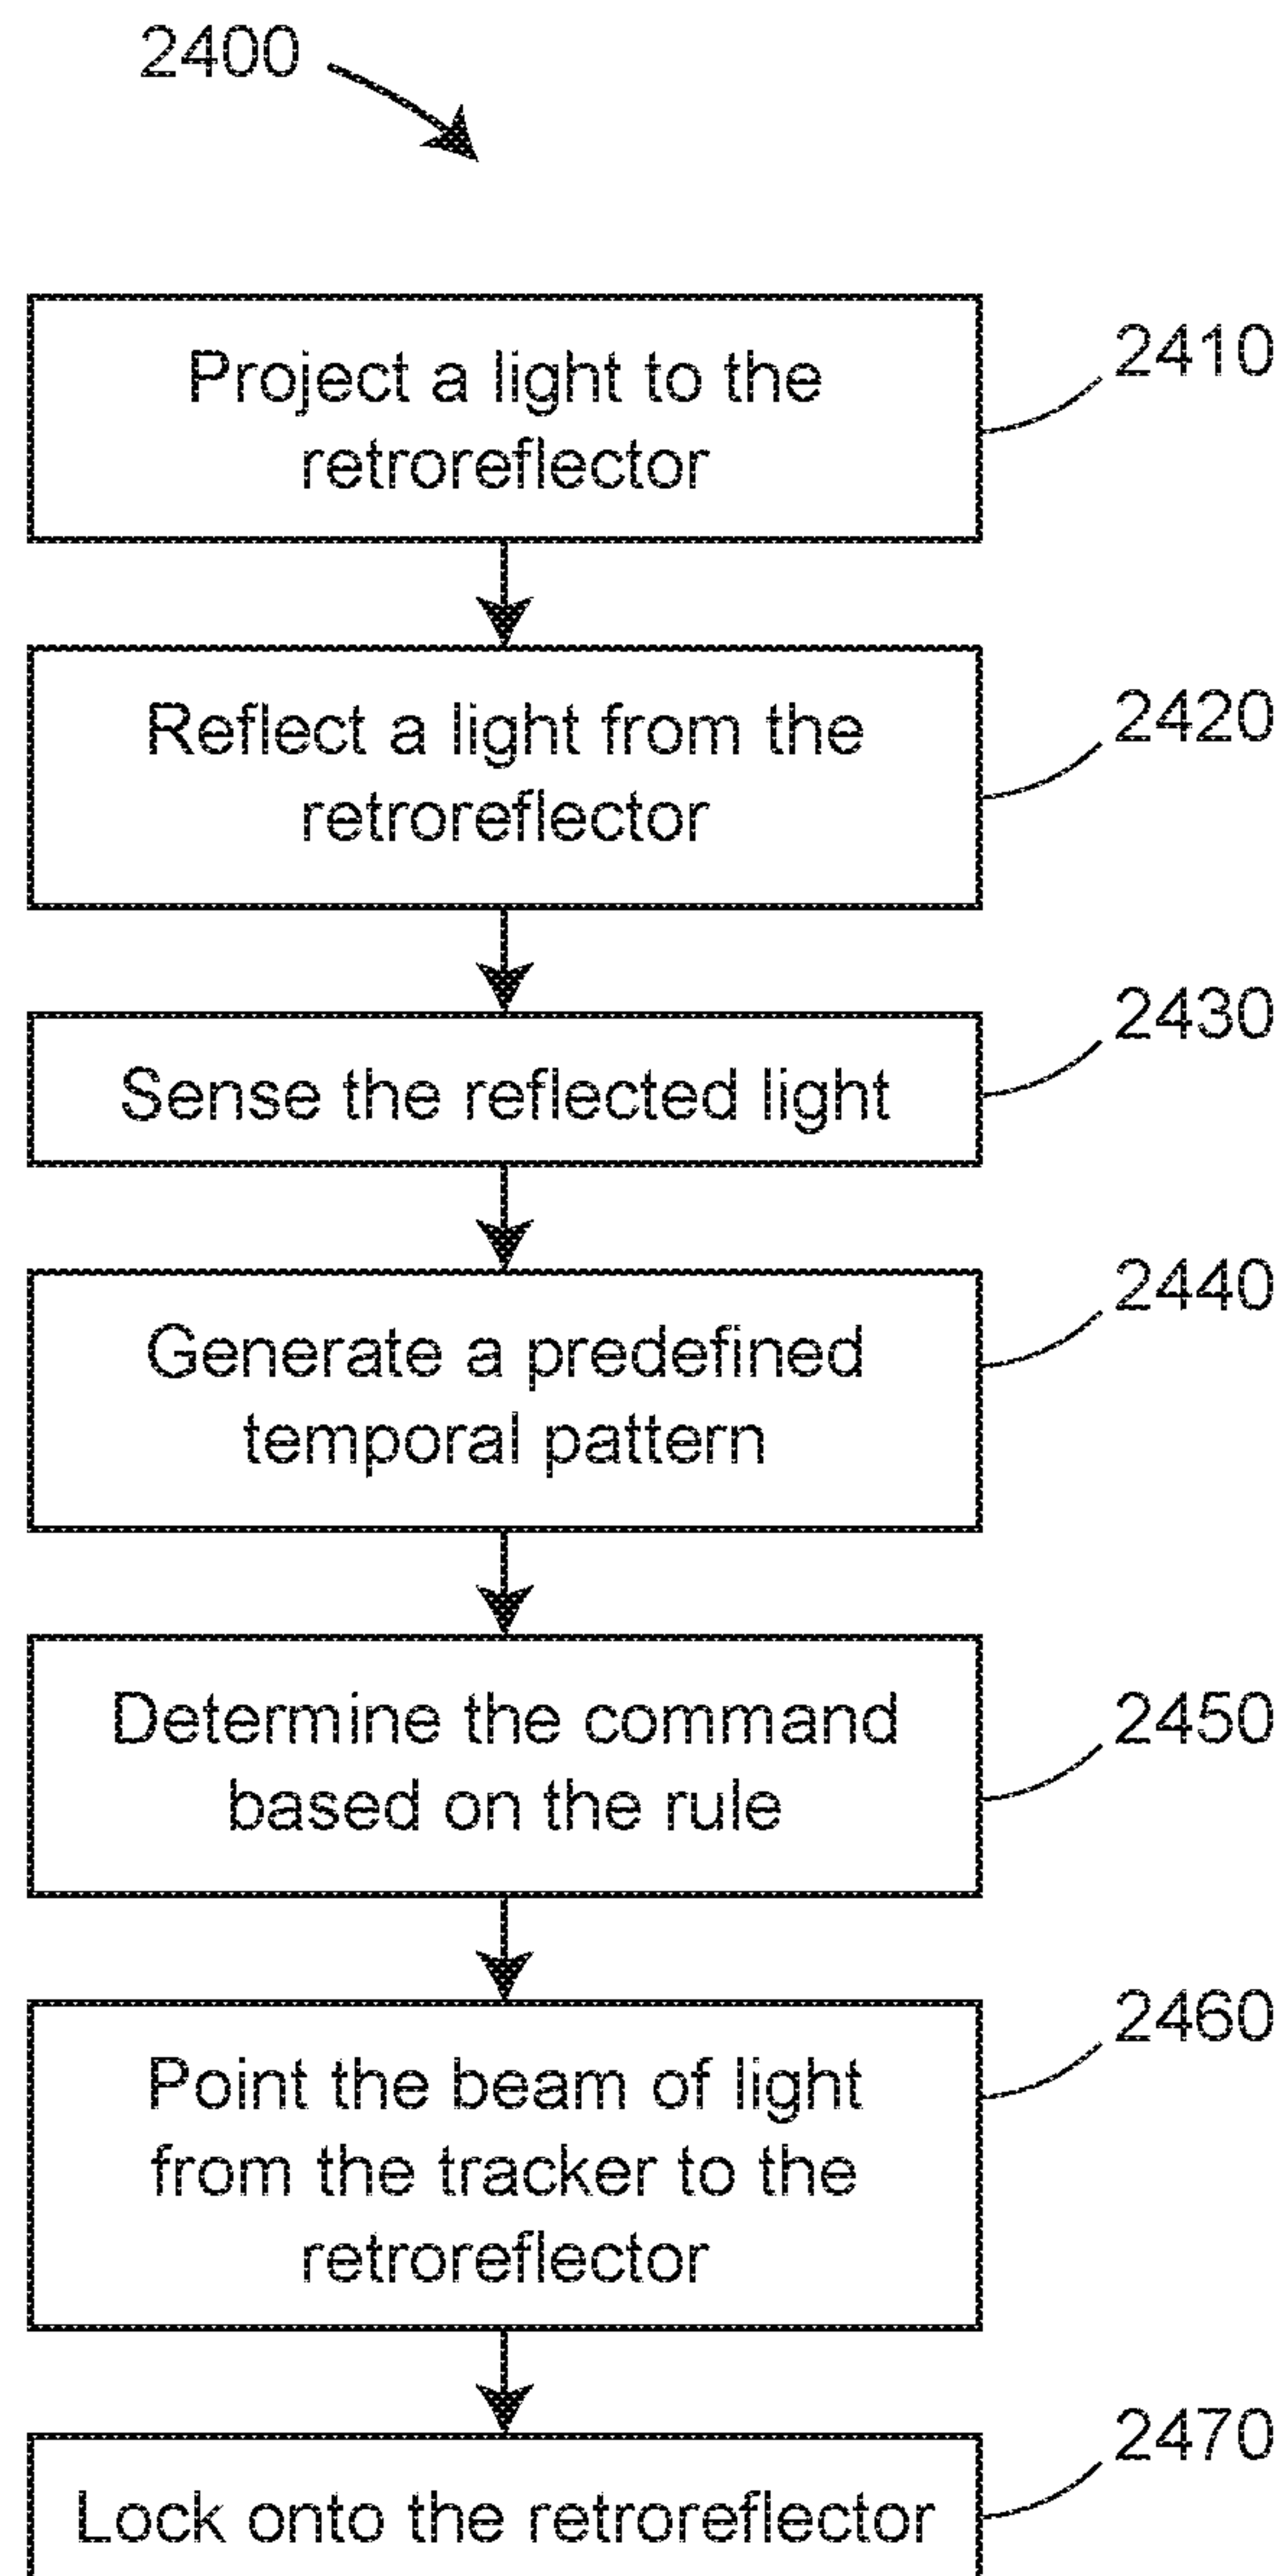 2400
Project a light to the
retroreflector
2410
Reflect a light from the
retroreflector
2420
Sense the reflected light
2430
Generate a predefined
temporal pattern
2440
Determine the command
based on the rule
2450
Point the beam of light
from the tracker to the
retroreflector
2460
Lock onto the retroreflector
2470